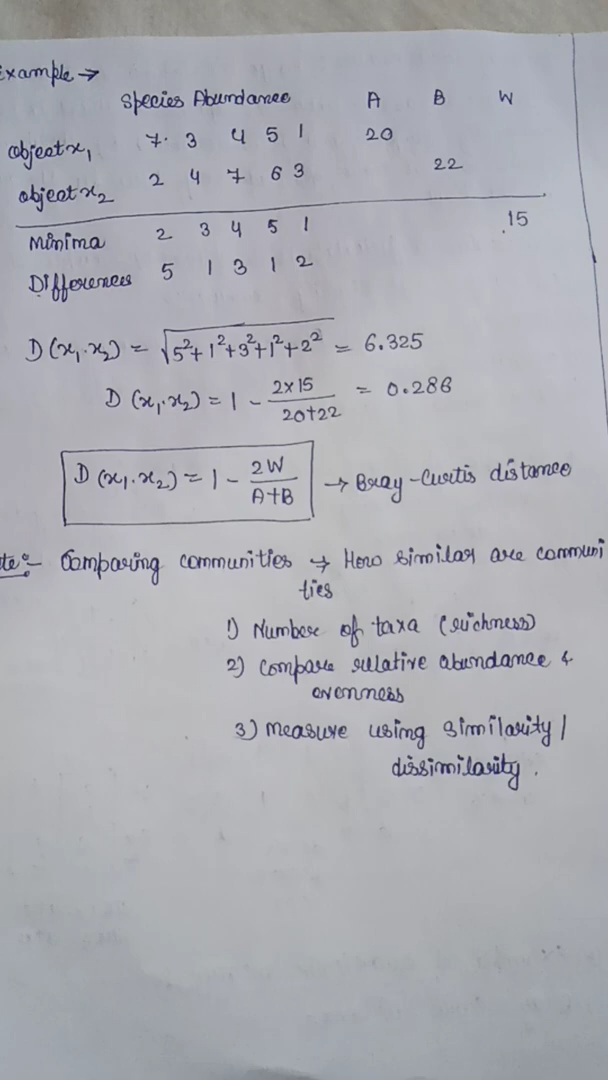 Example →
Species Abundance A B W
object x₁ 7. 3 4 5 1 20
object x₂ 2 4 7 6 3 22
Minima 2 3 4 5 1 15
Differences 5 1 3 1 2
D(x₁.x₂) = √5²+1²+3²+1²+2² = 6.325
D(x₁.x₂) = 1 - 2×15/20+22 = 0.286
D(x₁.x₂) = 1 - 2W/A+B → Bray-Curtis distance
te:- Comparing communities → How similar are communi
ties
1) Number of taxa (richness)
2) Compare relative abundance &
evenness
3) Measure using similarity /
dissimilarity.